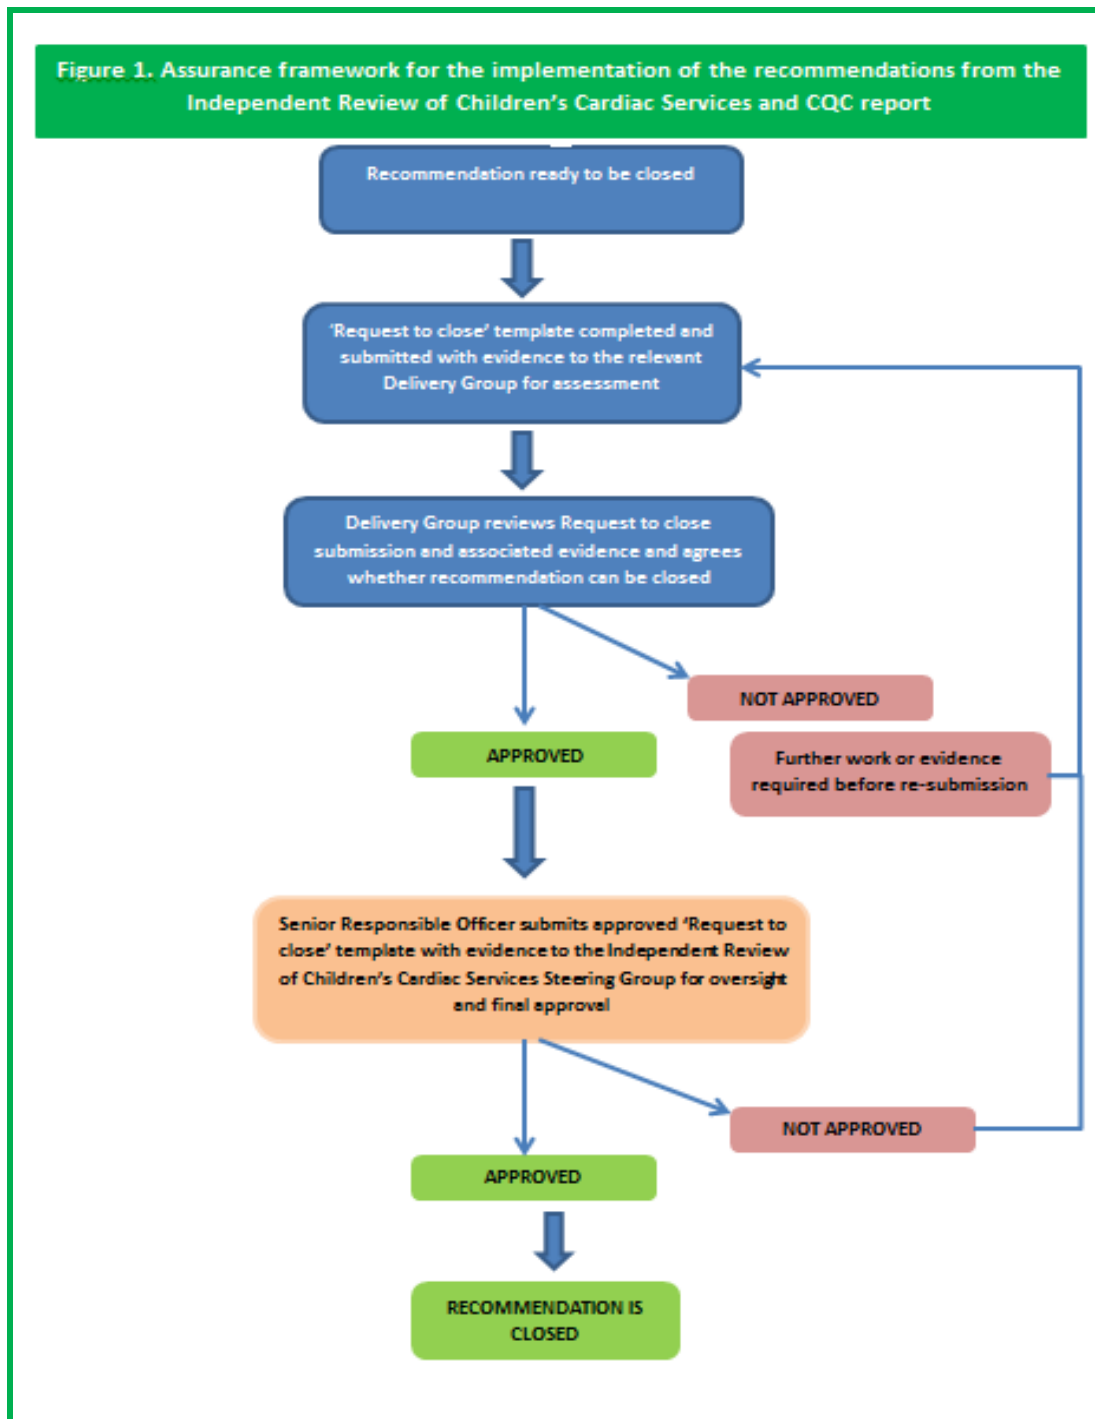 Figure 1. Assurance framework for the implementation of the recommendations from the
Independent Review of Children's Cardiac Services and CQC report
Recommendation ready to be closed
'Request to close' template completed and
submitted with evidence to the relevant
Delivery Group for assessment
Delivery Group reviews Request to close
submission and associated evidence and agrees
whether recommendation can be closed
NOT APPROVED
APPROVED
Further work or evidence
required before re-submission
Senior Responsible Officer submits approved 'Request to
close' template with evidence to the Independent Review
of Children's Cardiac Services Steering Group for oversight
and final approval
NOT APPROVED
APPROVED
RECOMMENDATION IS
CLOSED